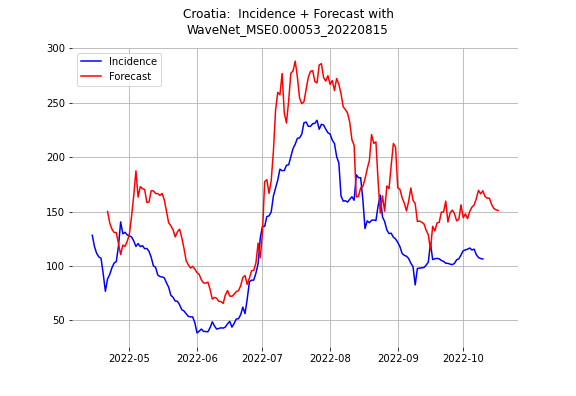 Croatia:  Incidence + Forecast with
WaveNet_MSE0.00053_20220815
300
Incidence
Forecast
250
200
150
100
50
2022-05 2022-06 2022-07 2022-08 2022-09 2022-10